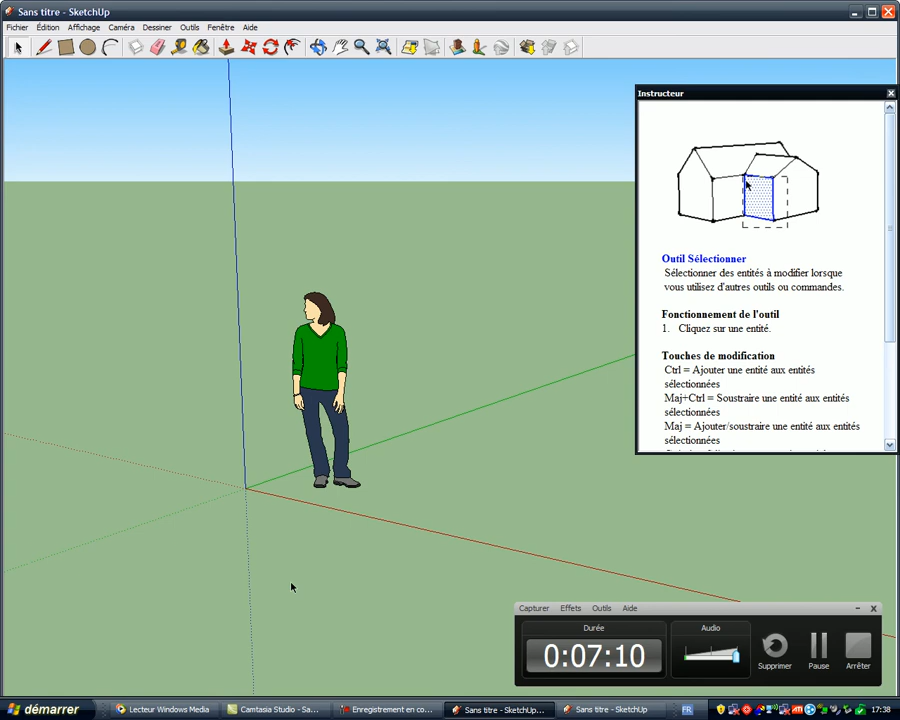 Sans titre - SketchUp
Fichier Édition Affichage Caméra Dessiner Outils Fenêtre Aide
Instructeur
Outil Sélectionner
Sélectionner des entités à modifier lorsque
vous utilisez d'autres outils ou commandes.
Fonctionnement de l'outil
1. Cliquez sur une entité.
Touches de modification
Ctrl = Ajouter une entité aux entités
sélectionnées
Maj+Ctrl = Soustraire une entité aux entités
sélectionnées
Maj = Ajouter/soustraire une entité aux entités
sélectionnées
Capturer Effets Outils Aide
Durée
Audio
0:07:10
Supprimer Pause Arrêter
démarrer Lecteur Windows Media Camtasia Studio - Sa... Enregistrement en co... Sans titre - SketchUp... Sans titre - SketchUp FR 17:38